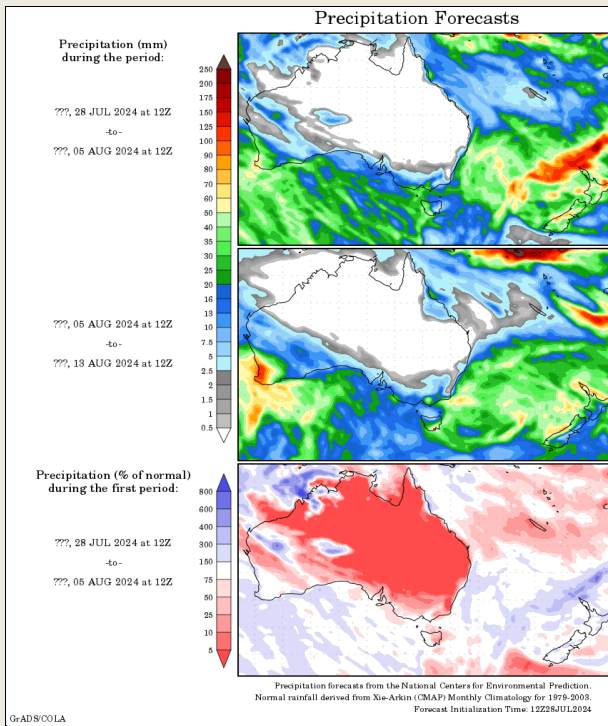 Precipitation Forecasts
Precipitation (mm)
during the period:
???, 28 JUL 2024 at 12Z
-to-
???, 05 AUG 2024 at 12Z
250
200
175
150
125
100
90
80
70
60
50
40
35
30
25
20
16
13
10
7.5
5
2.5
2
1.5
1
0.5
???, 05 AUG 2024 at 12Z
-to-
???, 13 AUG 2024 at 12Z
Precipitation (% of normal)
during the first period:
???, 28 JUL 2024 at 12Z
-to-
???, 05 AUG 2024 at 12Z
800
600
400
300
150
75
50
25
10
5
Precipitation forecasts from the National Centers for Environmental Prediction.
Normal rainfall derived from Xie-Arkin (CMAP) Monthly Climatology for 1979-2003.
Forecast Initialization Time: 12Z28JUL2024
GrADS/COLA